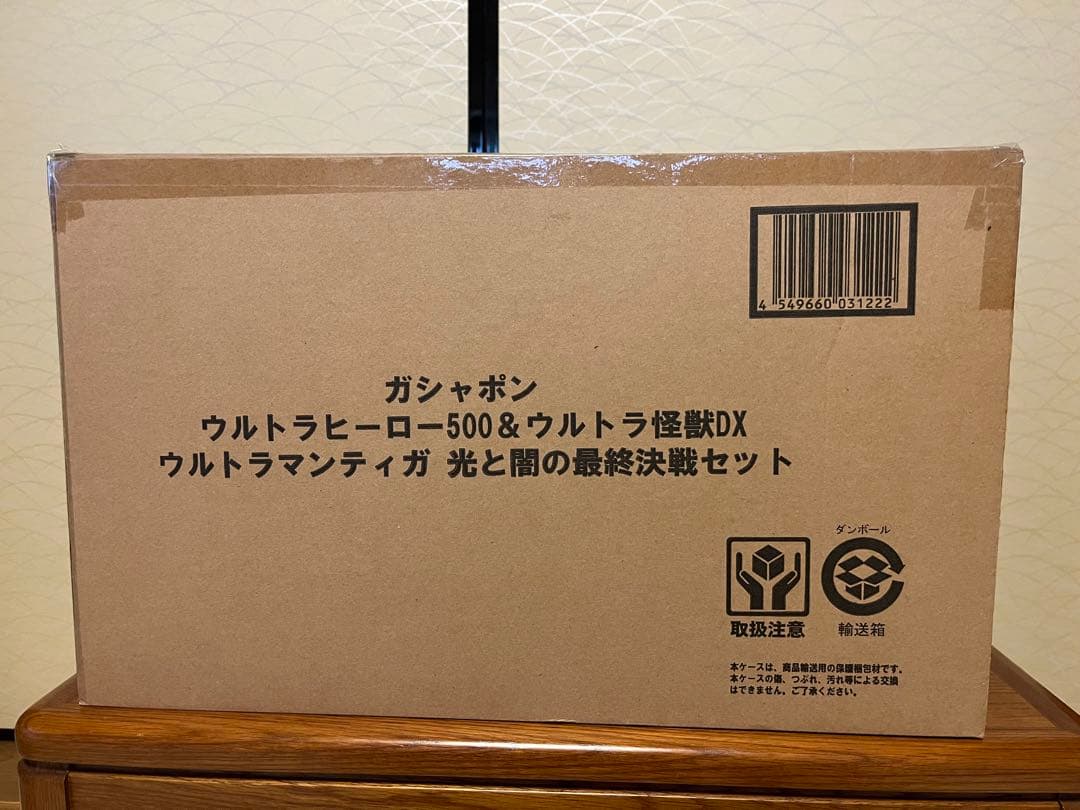 4 549660 031222
ガシャポン
ウルトラヒーロー500＆ウルトラ怪獣DX
ウルトラマンティガ 光と闇の最終決戦セット
ダンボール
取扱注意
輸送箱
本ケースは、商品輸送用の保護梱包材です。
本ケースの傷、つぶれ、汚れ等による交換
はできません。ご了承ください。